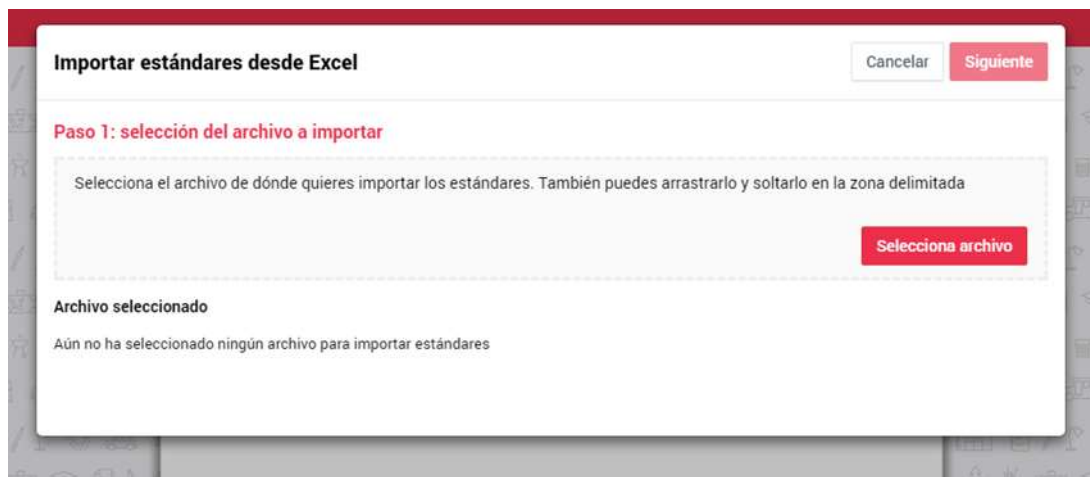 Importar estándares desde Excel
Cancelar
Siguiente
Paso 1: selección del archivo a importar
Selecciona el archivo de dónde quieres importar los estándares. También puedes arrastrarlo y soltarlo en la zona delimitada
Selecciona archivo
Archivo seleccionado
Aún no ha seleccionado ningún archivo para importar estándares